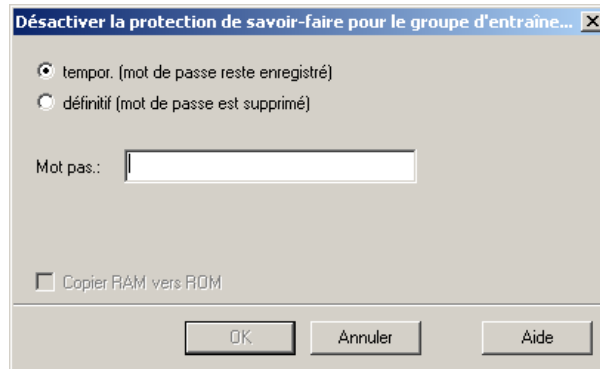 Désactiver la protection de savoir-faire pour le groupe d'entraîne...
tempor. (mot de passe reste enregistré)
définitif (mot de passe est supprimé)
Mot pas.:
Copier RAM vers ROM
OK
Annuler
Aide